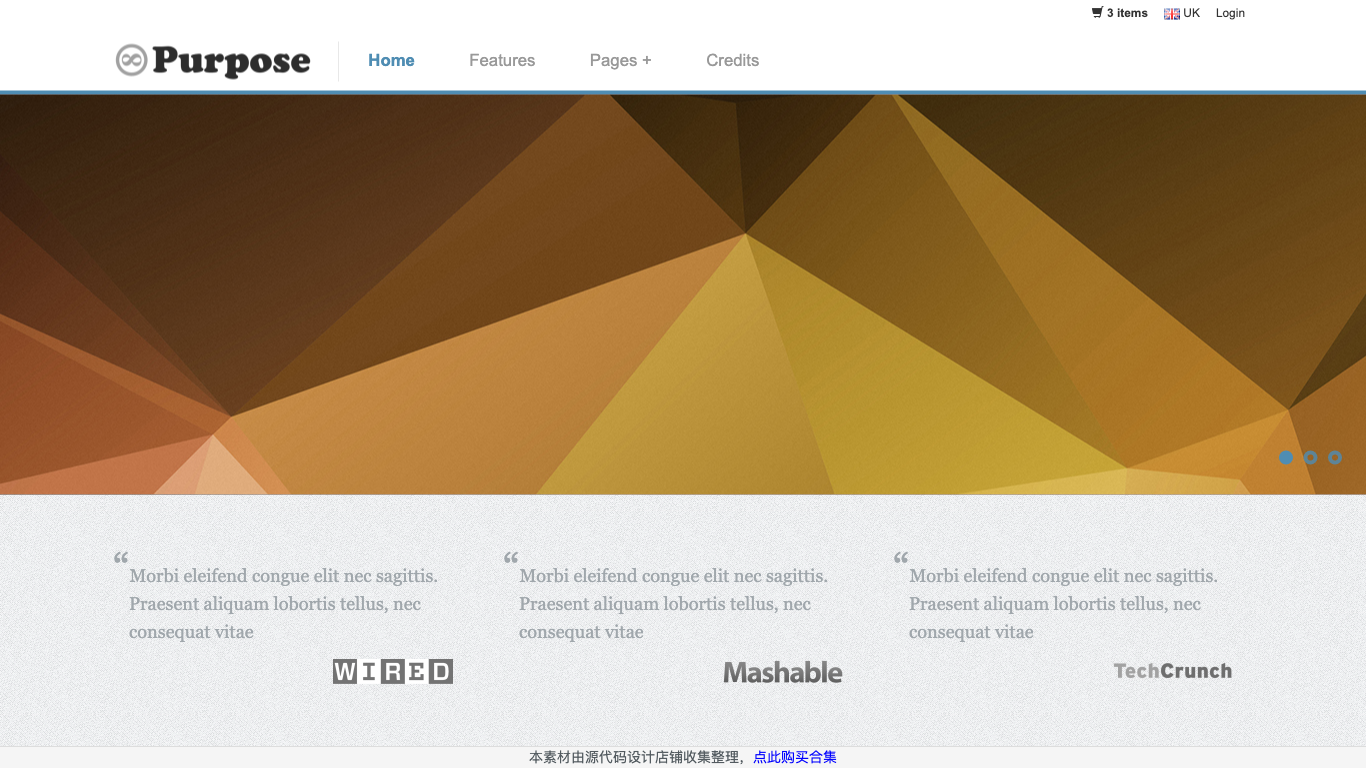 3 items UK Login
Purpose Home Features Pages + Credits
“ “ “
Morbi eleifend congue elit nec sagittis.
Praesent aliquam lobortis tellus, nec
consequat vitae
WIRED
Morbi eleifend congue elit nec sagittis.
Praesent aliquam lobortis tellus, nec
consequat vitae
Mashable
Morbi eleifend congue elit nec sagittis.
Praesent aliquam lobortis tellus, nec
consequat vitae
TechCrunch
本素材由源代码设计店铺收集整理，点此购买合集